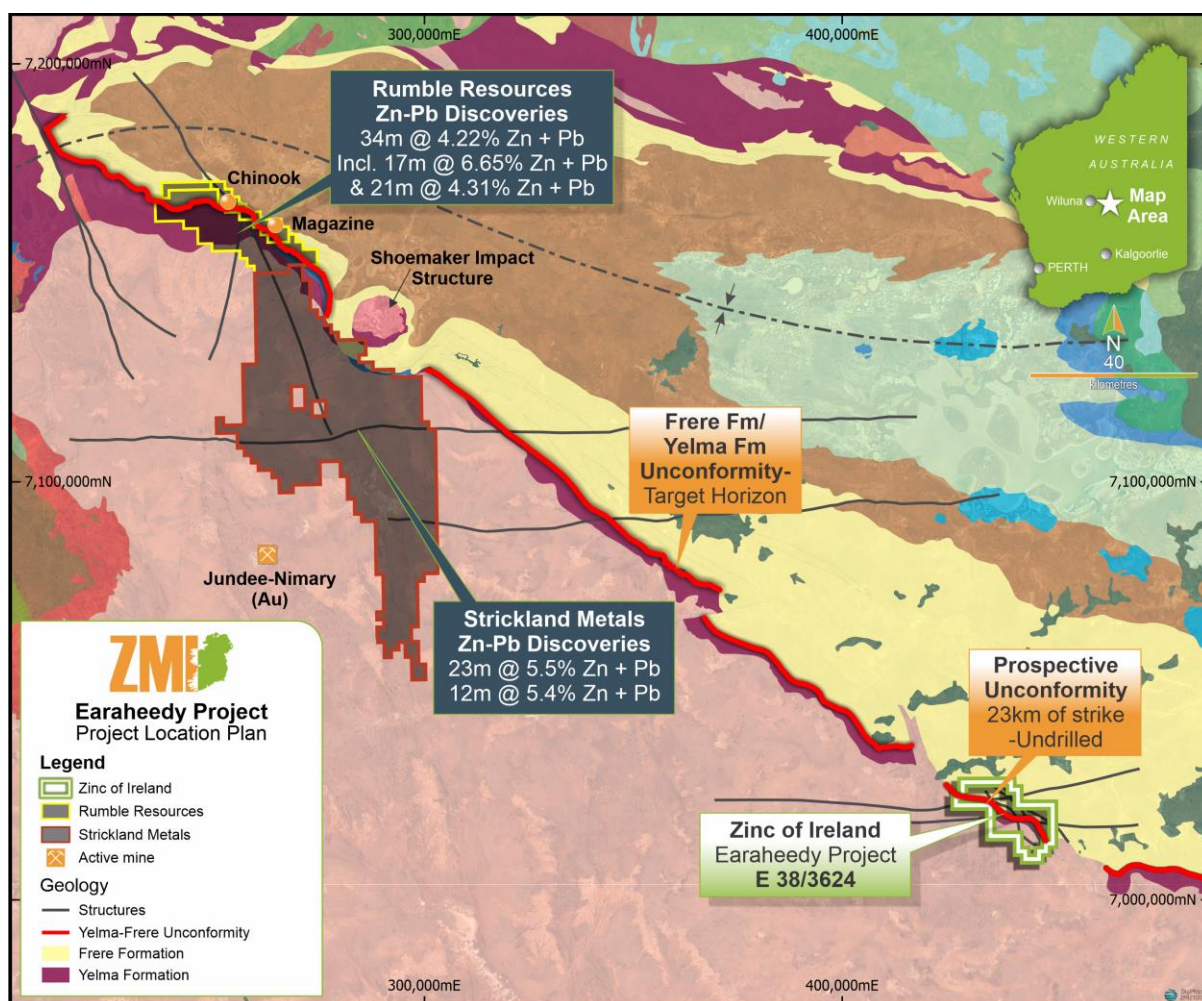 300,000mE
400,000mE
7,200,000mN
Rumble Resources
Zn-Pb Discoveries
34m @ 4.22% Zn + Pb
Incl. 17m @ 6.65% Zn + Pb
& 21m @ 4.31% Zn + Pb
WESTERN
AUSTRALIA
Wiluna
Map
Area
Kalgoorlie
PERTH
Chinook
Magazine
Shoemaker Impact
Structure
N
40
kilometres
Frere Fm/
Yelma Fm
Unconformity-
Target Horizon
7,100,000mN
7,100,000mN
Jundee-Nimary
(Au)
Strickland Metals
Zn-Pb Discoveries
23m @ 5.5% Zn + Pb
12m @ 5.4% Zn + Pb
Prospective
Unconformity
23km of strike
-Undrilled
Zinc of Ireland
Earaheedy Project
E 38/3624
7,000,000mN
ZMI
Earaheedy Project
Project Location Plan
Legend
Zinc of Ireland
Rumble Resources
Strickland Metals
Active mine
Geology
Structures
Yelma-Frere Unconformity
Frere Formation
Yelma Formation
300,000mE
400,000mE